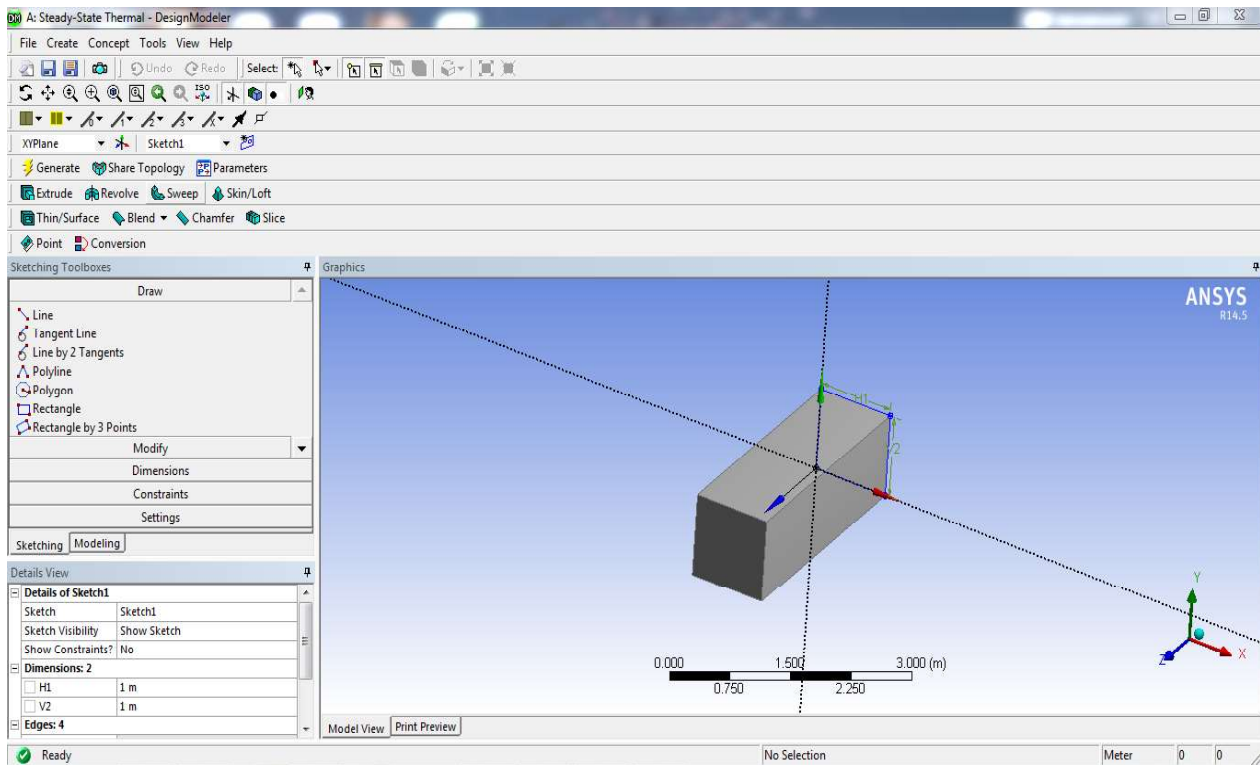 A: Steady-State Thermal - DesignModeler
File Create Concept Tools View Help
Undo Redo Select:
ISO
XYPlane Sketch1
Generate Share Topology Parameters
Extrude Revolve Sweep Skin/Loft
Thin/Surface Blend Chamfer Slice
Point Conversion
Sketching Toolboxes
Draw
Line
Tangent Line
Line by 2 Tangents
Polyline
Polygon
Rectangle
Rectangle by 3 Points
Modify
Dimensions
Constraints
Settings
Sketching Modeling
Details View
Details of Sketch1
Sketch Sketch1
Sketch Visibility Show Sketch
Show Constraints? No
Dimensions: 2
H1 1 m
V2 1 m
Edges: 4
Graphics
ANSYS
R14.5
H1
V2
Y
X
Z
0.000 1.500 3.000 (m)
0.750 2.250
Model View Print Preview
Ready No Selection Meter 0 0